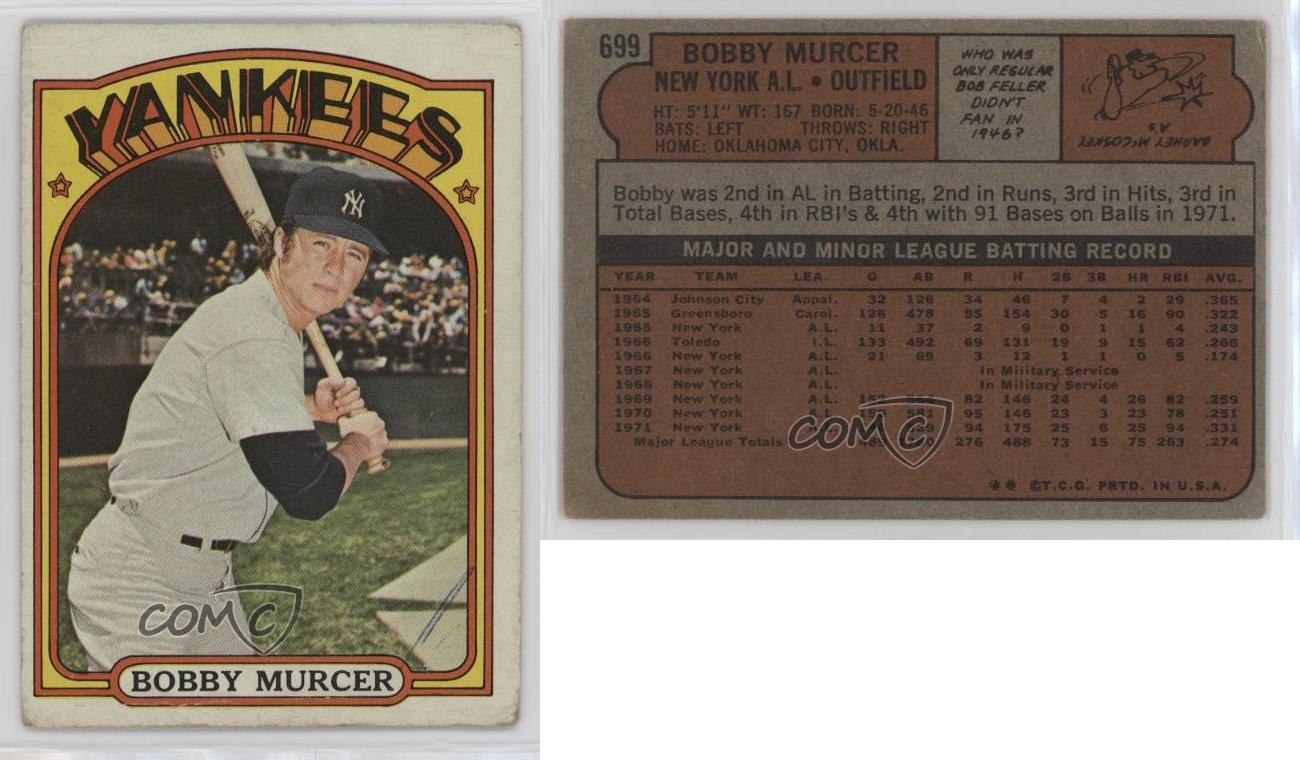 YANKEES
NY
COMC
BOBBY MURCER
699
BOBBY MURCER
NEW YORK A.L. • OUTFIELD
HT: 5'11" WT: 167 BORN: 5-20-46
BATS: LEFT THROWS: RIGHT
HOME: OKLAHOMA CITY, OKLA.
WHO WAS
ONLY REGULAR
BOB FELLER
DIDN'T
FAN IN
1946?
BARNEY McCOSKEY
A's
Bobby was 2nd in AL in Batting, 2nd in Runs, 3rd in Hits, 3rd in
Total Bases, 4th in RBI's & 4th with 91 Bases on Balls in 1971.
MAJOR AND MINOR LEAGUE BATTING RECORD
YEAR TEAM LEA. G AB R H 2B 3B HR RBI AVG.
1964 Johnson City Appal. 32 126 34 46 7 4 2 29 .365
1965 Greensboro Carol. 126 478 95 154 30 5 16 90 .322
1965 New York A.L. 11 37 2 9 0 1 1 4 .243
1966 Toledo I.L. 133 492 69 131 19 9 15 62 .266
1966 New York A.L. 21 69 3 12 1 1 0 5 .174
1967 New York A.L. In Military Service
1968 New York A.L. In Military Service
1969 New York A.L. 82 146 24 4 26 82 .259
1970 New York A.L. 581 95 146 23 3 23 78 .251
1971 New York A.L. 94 175 25 6 25 94 .331
Major League Totals 276 488 73 15 75 263 .274
COMC
** ©T.C.G. PRTD. IN U.S.A.